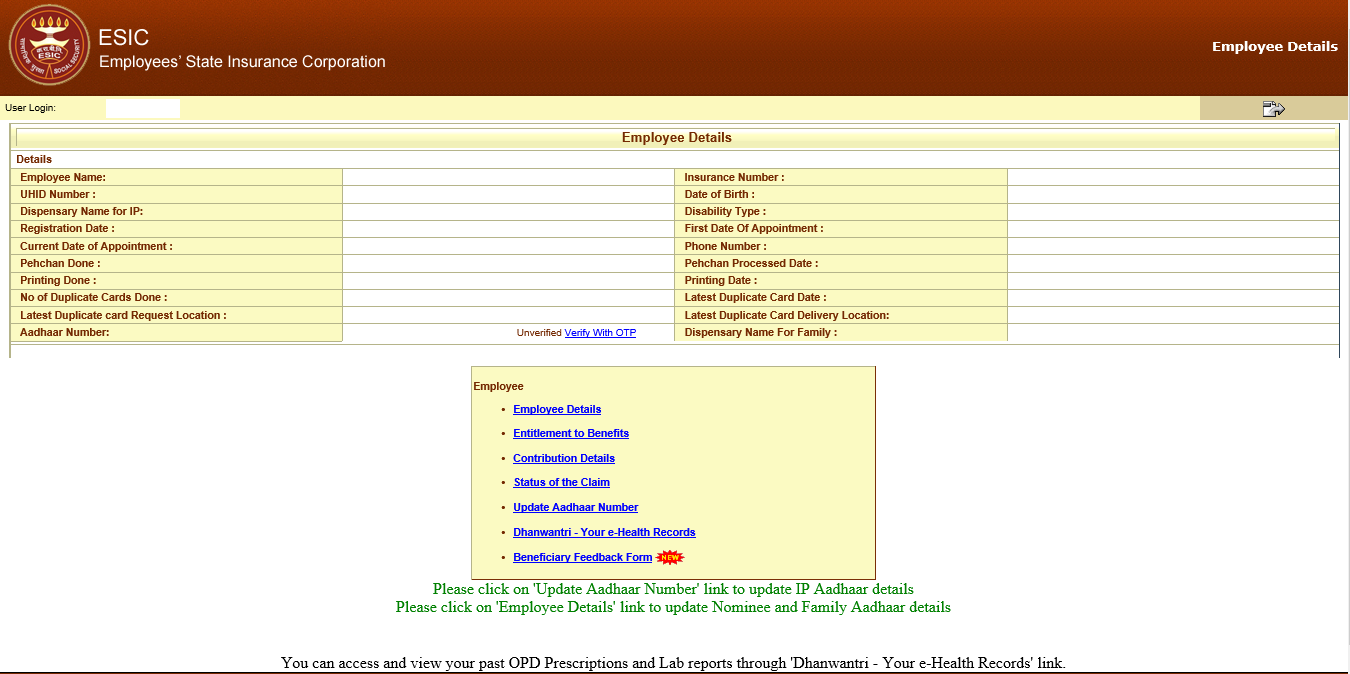 ESIC
Employees' State Insurance Corporation
Employee Details
ESIC
SOCIAL SECURITY
User Login:
Employee Details
Details
Employee Name: Insurance Number :
UHID Number : Date of Birth :
Dispensary Name for IP: Disability Type :
Registration Date : First Date Of Appointment :
Current Date of Appointment : Phone Number :
Pehchan Done : Pehchan Processed Date :
Printing Done : Printing Date :
No of Duplicate Cards Done : Latest Duplicate Card Date :
Latest Duplicate card Request Location : Latest Duplicate Card Delivery Location:
Aadhaar Number: Unverified Verify With OTP Dispensary Name For Family :
Employee
• Employee Details
• Entitlement to Benefits
• Contribution Details
• Status of the Claim
• Update Aadhaar Number
• Dhanwantri - Your e-Health Records
• Beneficiary Feedback Form NEW
Please click on 'Update Aadhaar Number' link to update IP Aadhaar details
Please click on 'Employee Details' link to update Nominee and Family Aadhaar details
You can access and view your past OPD Prescriptions and Lab reports through 'Dhanwantri - Your e-Health Records' link.